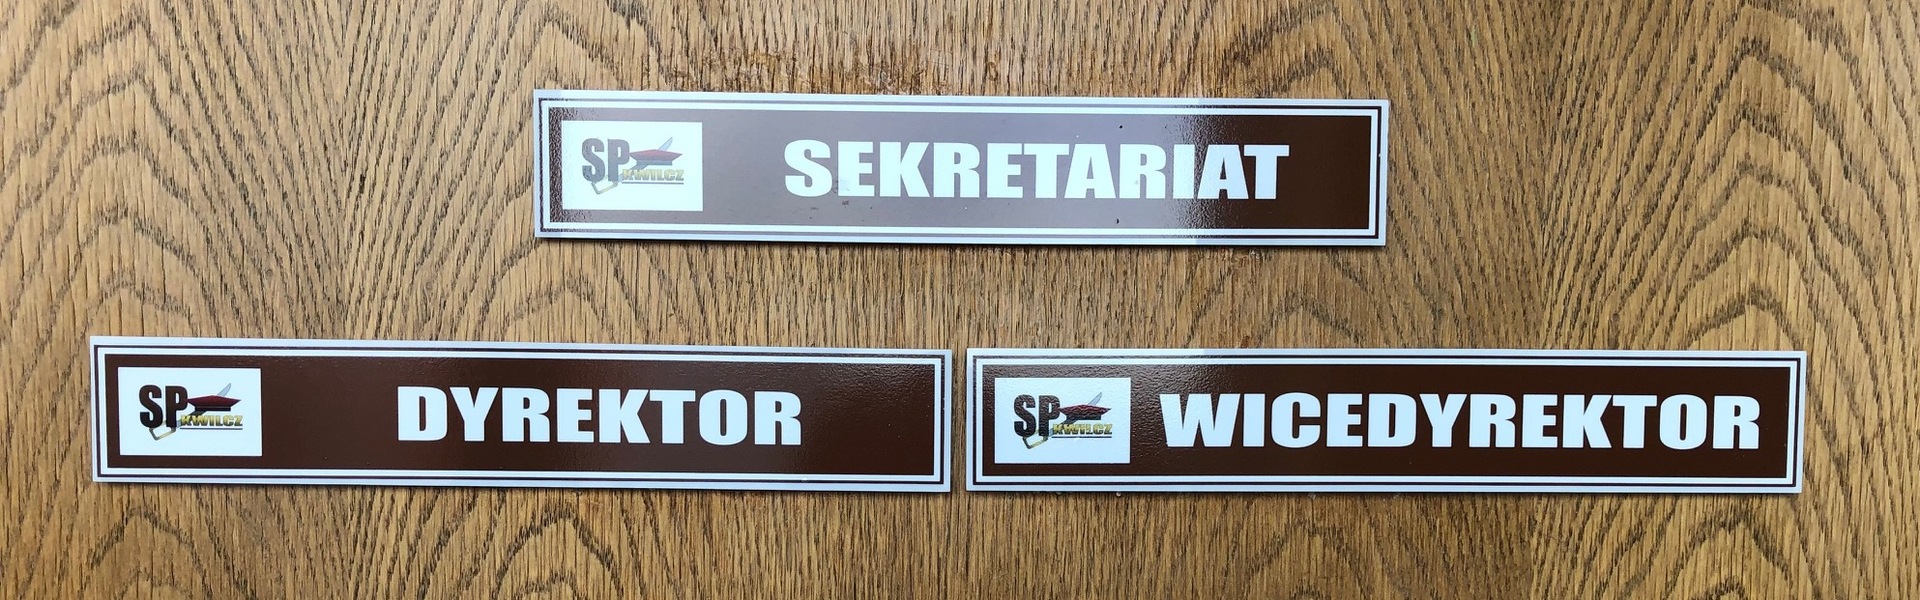 SP KWILCZ
SEKRETARIAT
SP KWILCZ
DYREKTOR
SP KWILCZ
WICEDYREKTOR